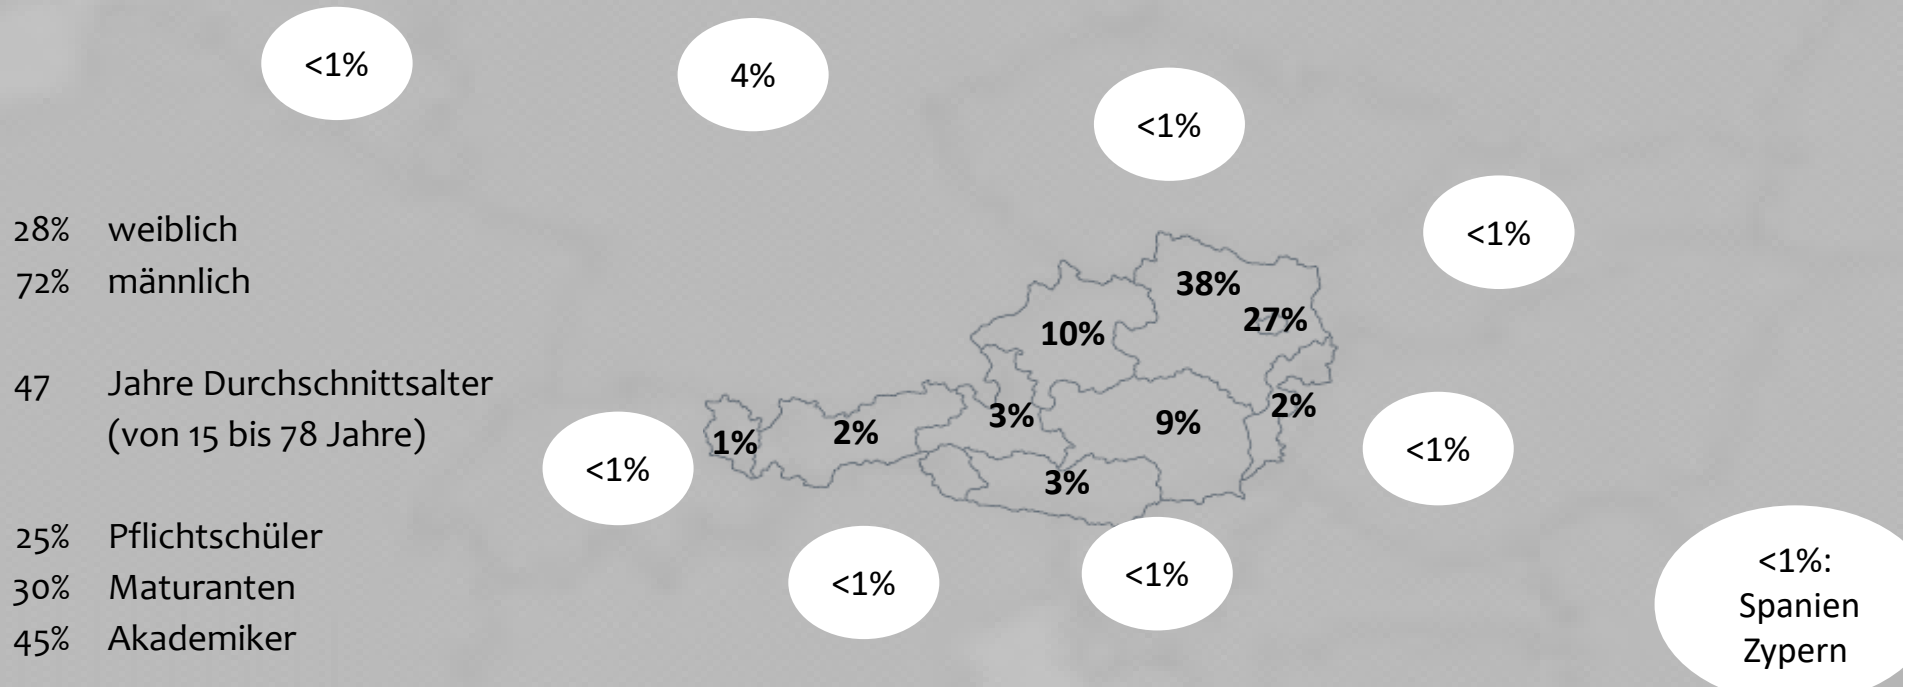 <1%
4%
<1%
<1%
28% weiblich
72% männlich
47 Jahre Durchschnittsalter
(von 15 bis 78 Jahre)
25% Pflichtschüler
30% Maturanten
45% Akademiker
38%
27%
10%
3%
9%
2%
1%
2%
3%
<1%
<1%
<1%
<1%
<1%:
Spanien
Zypern